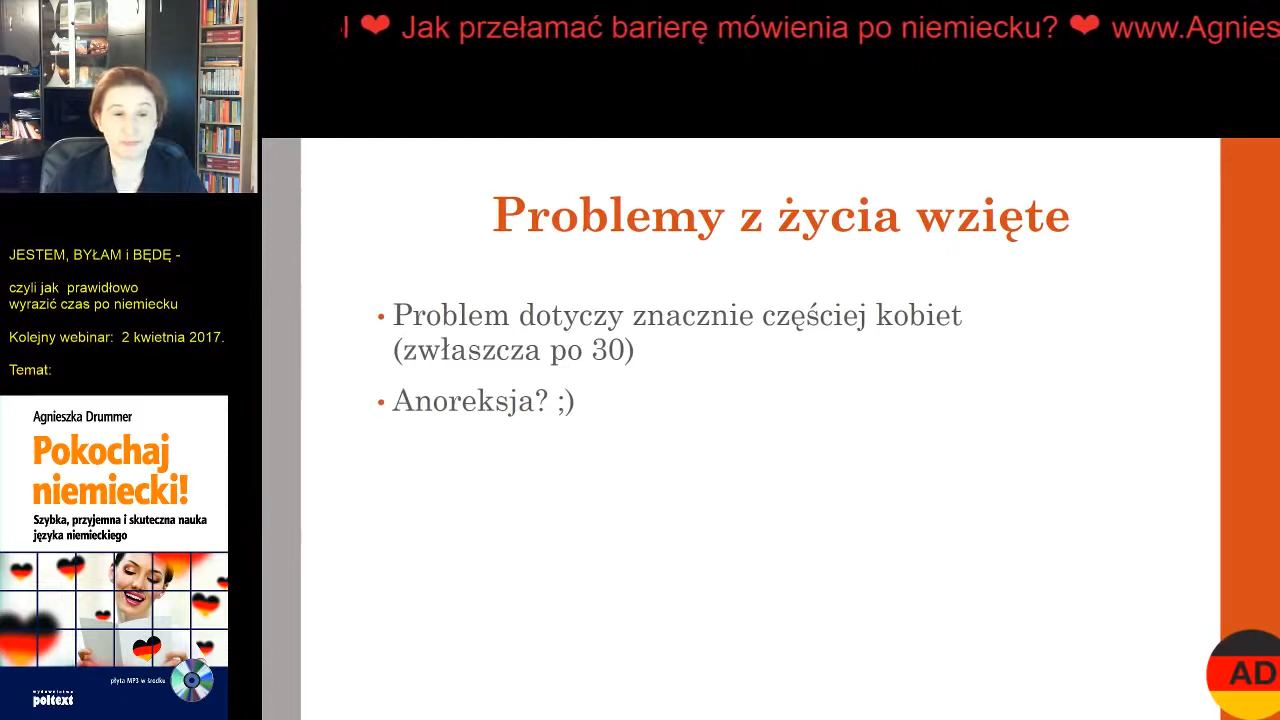 l ❤ Jak przełamać barierę mówienia po niemiecku? ❤ www.Agnies
Problemy z życia wzięte
• Problem dotyczy znacznie częściej kobiet
(zwłaszcza po 30)
• Anoreksja? ;)
JESTEM, BYŁAM i BĘDĘ -
czyli jak prawidłowo
wyrazić czas po niemiecku
Kolejny webinar: 2 kwietnia 2017.
Temat:
Agnieszka Drummer
Pokochaj
niemiecki!
Szybka, przyjemna i skuteczna nauka
języka niemieckiego
płyta MP3 w środku
wydawnictwo
poltext
AD